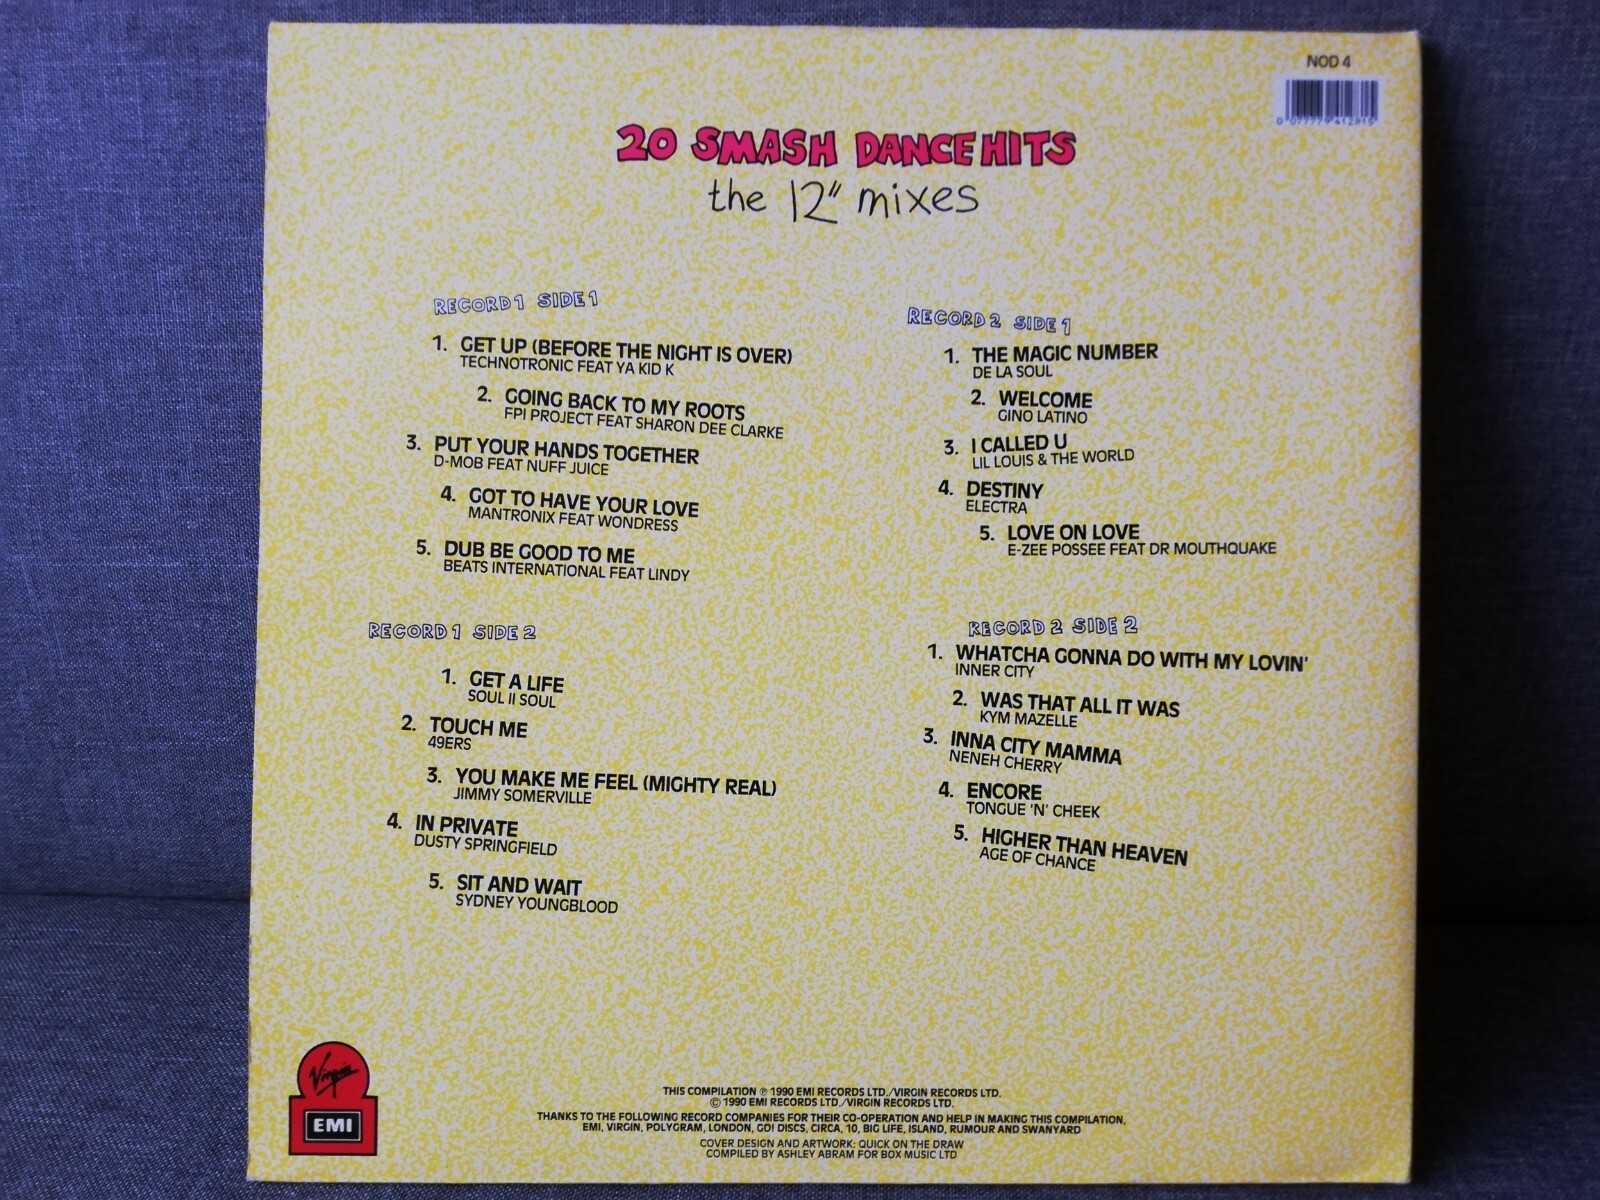 NOD 4
0 077771 412915
20 SMASH DANCE HITS
the 12" mixes
RECORD 1 SIDE 1
1. GET UP (BEFORE THE NIGHT IS OVER)
TECHNOTRONIC FEAT YA KID K
2. GOING BACK TO MY ROOTS
FPI PROJECT FEAT SHARON DEE CLARKE
3. PUT YOUR HANDS TOGETHER
D-MOB FEAT NUFF JUICE
4. GOT TO HAVE YOUR LOVE
MANTRONIX FEAT WONDRESS
5. DUB BE GOOD TO ME
BEATS INTERNATIONAL FEAT LINDY
RECORD 1 SIDE 2
1. GET A LIFE
SOUL II SOUL
2. TOUCH ME
49ERS
3. YOU MAKE ME FEEL (MIGHTY REAL)
JIMMY SOMERVILLE
4. IN PRIVATE
DUSTY SPRINGFIELD
5. SIT AND WAIT
SYDNEY YOUNGBLOOD
RECORD 2 SIDE 1
1. THE MAGIC NUMBER
DE LA SOUL
2. WELCOME
GINO LATINO
3. I CALLED U
LIL LOUIS & THE WORLD
4. DESTINY
ELECTRA
5. LOVE ON LOVE
E-ZEE POSSEE FEAT DR MOUTHQUAKE
RECORD 2 SIDE 2
1. WHATCHA GONNA DO WITH MY LOVIN'
INNER CITY
2. WAS THAT ALL IT WAS
KYM MAZELLE
3. INNA CITY MAMMA
NENEH CHERRY
4. ENCORE
TONGUE 'N' CHEEK
5. HIGHER THAN HEAVEN
AGE OF CHANCE
Virgin
EMI
THIS COMPILATION ℗ 1990 EMI RECORDS LTD./VIRGIN RECORDS LTD.
© 1990 EMI RECORDS LTD./VIRGIN RECORDS LTD.
THANKS TO THE FOLLOWING RECORD COMPANIES FOR THEIR CO-OPERATION AND HELP IN MAKING THIS COMPILATION,
EMI, VIRGIN, POLYGRAM, LONDON, GO! DISCS, CIRCA, 10, BIG LIFE, ISLAND, RUMOUR AND SWANYARD
COVER DESIGN AND ARTWORK: QUICK ON THE DRAW
COMPILED BY ASHLEY ABRAM FOR BOX MUSIC LTD